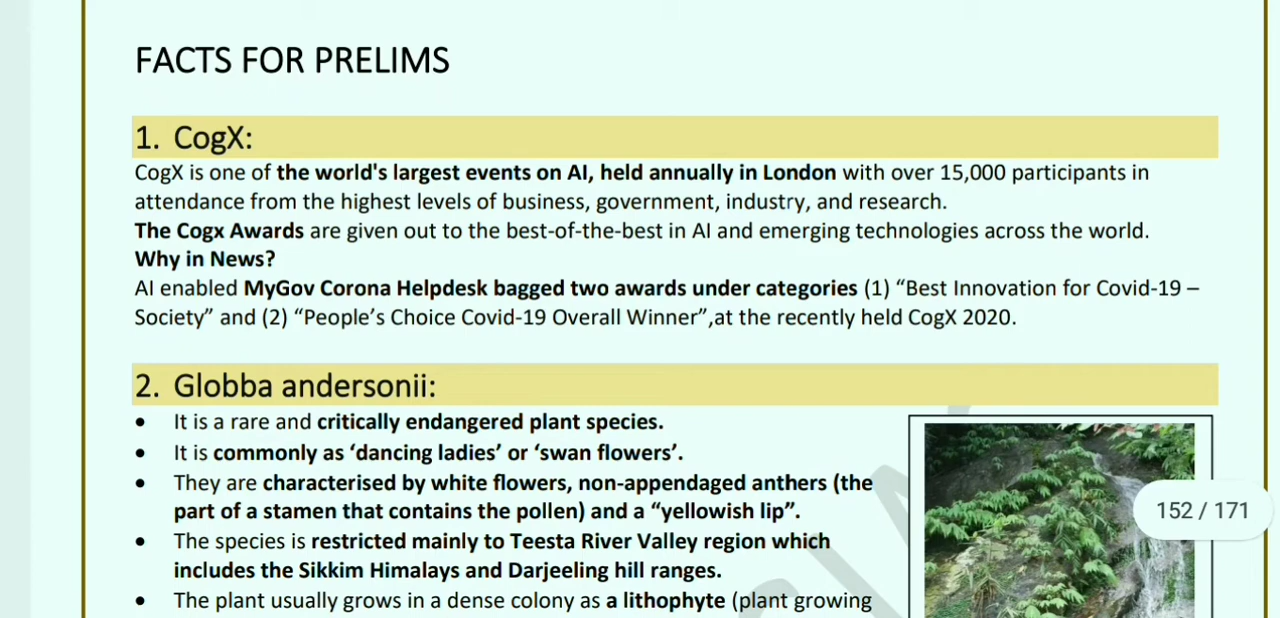 FACTS FOR PRELIMS
1. CogX:
CogX is one of the world's largest events on AI, held annually in London with over 15,000 participants in
attendance from the highest levels of business, government, industry, and research.
The Cogx Awards are given out to the best-of-the-best in AI and emerging technologies across the world.
Why in News?
AI enabled MyGov Corona Helpdesk bagged two awards under categories (1) “Best Innovation for Covid-19 –
Society” and (2) “People’s Choice Covid-19 Overall Winner”,at the recently held CogX 2020.
2. Globba andersonii:
• It is a rare and critically endangered plant species.
• It is commonly as ‘dancing ladies’ or ‘swan flowers’.
• They are characterised by white flowers, non-appendaged anthers (the
part of a stamen that contains the pollen) and a “yellowish lip”.
• The species is restricted mainly to Teesta River Valley region which
includes the Sikkim Himalays and Darjeeling hill ranges.
• The plant usually grows in a dense colony as a lithophyte (plant growing
152 / 171